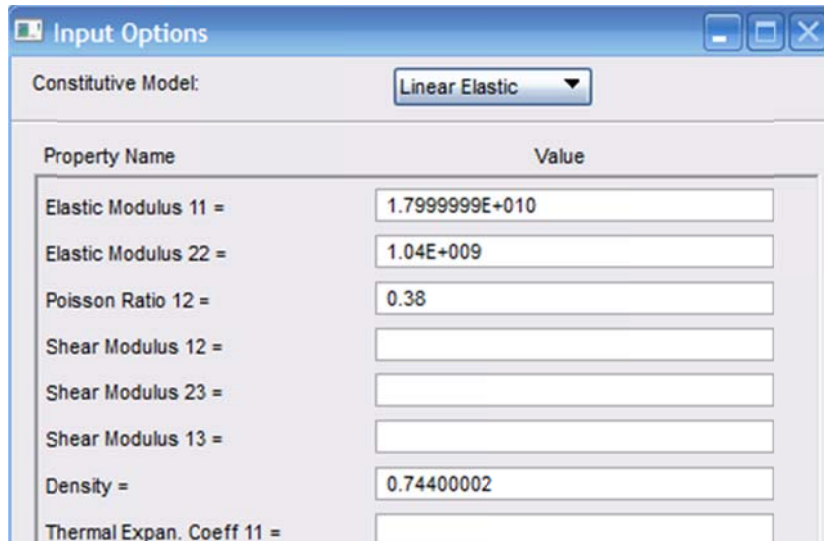 Input Options
Constitutive Model: Linear Elastic
Property Name Value
Elastic Modulus 11 = 1.7999999E+010
Elastic Modulus 22 = 1.04E+009
Poisson Ratio 12 = 0.38
Shear Modulus 12 =
Shear Modulus 23 =
Shear Modulus 13 =
Density = 0.74400002
Thermal Expan. Coeff 11 =